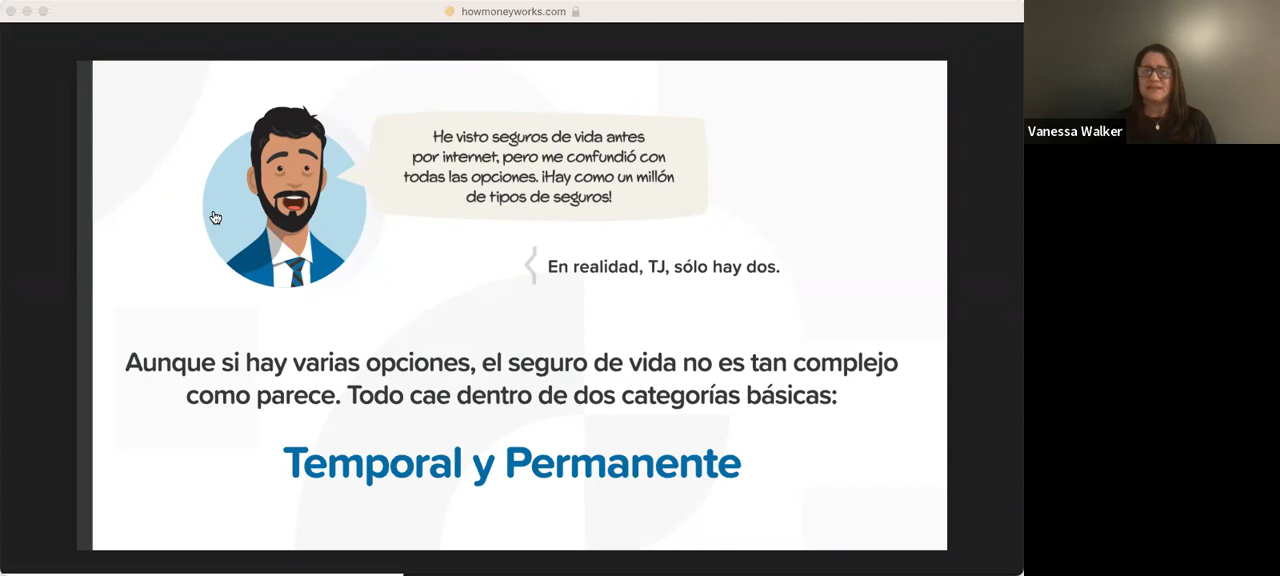 howmoneyworks.com
Vanessa Walker
He visto seguros de vida antes
por internet, pero me confundió con
todas las opciones. ¡Hay como un millón
de tipos de seguros!
En realidad, TJ, sólo hay dos.
Aunque si hay varias opciones, el seguro de vida no es tan complejo
como parece. Todo cae dentro de dos categorías básicas:
Temporal y Permanente